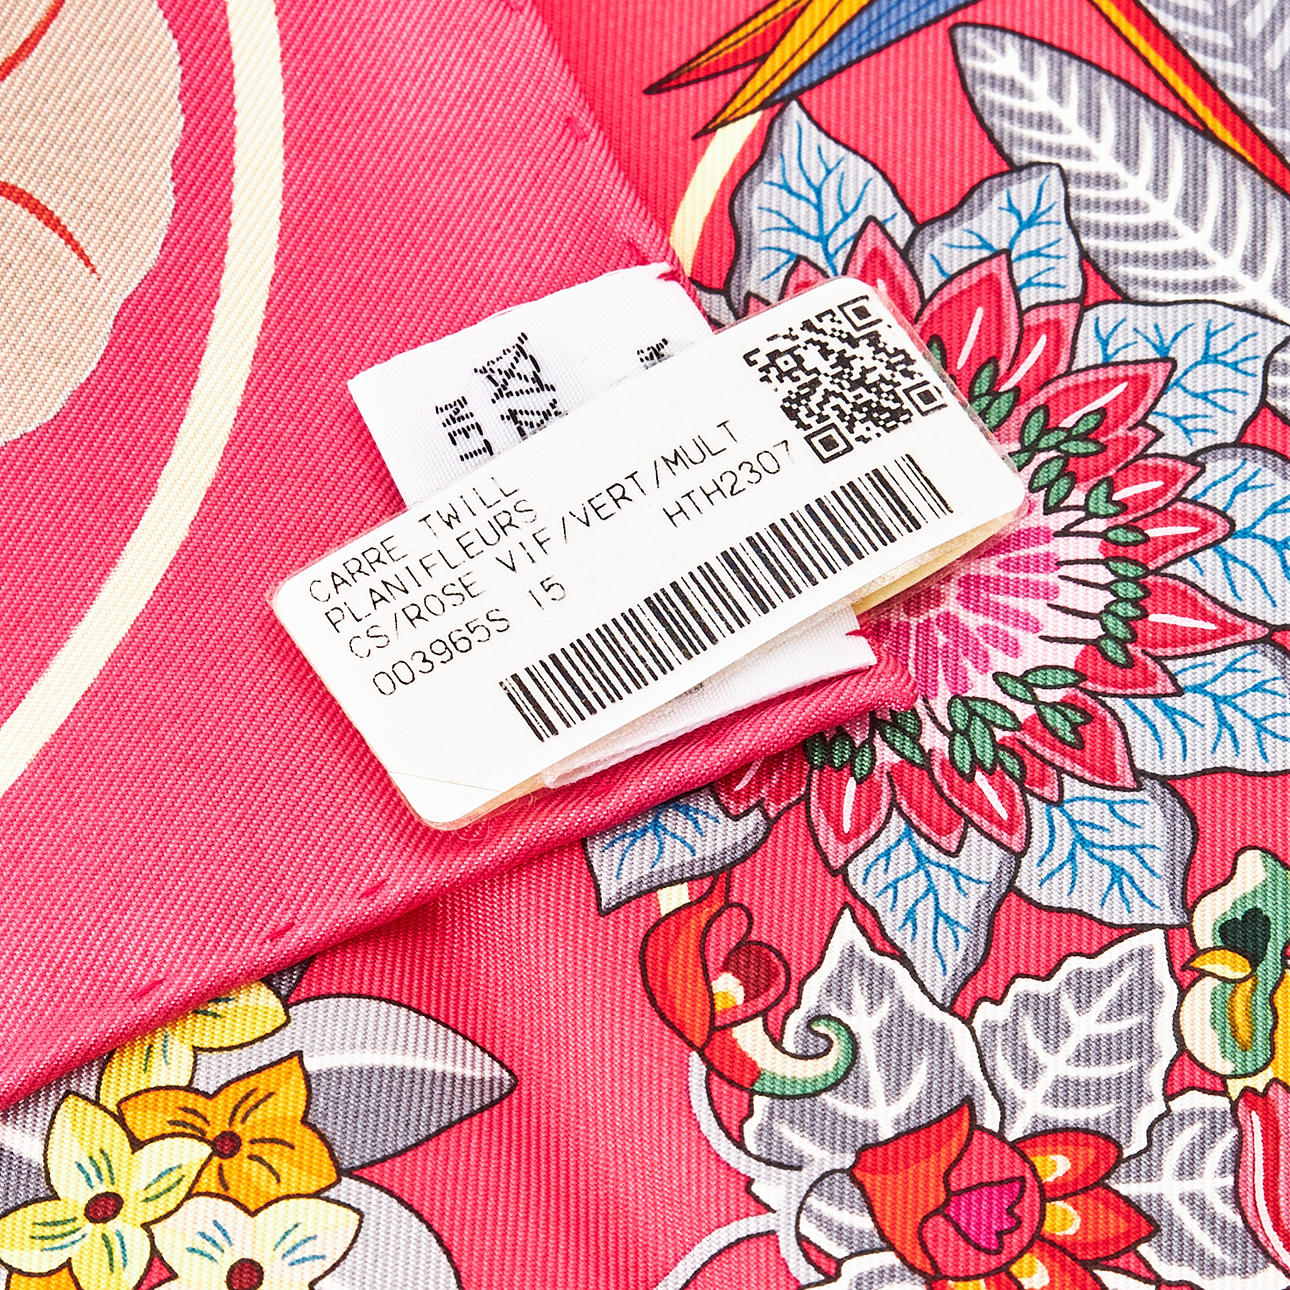 CARRE TWILL
PLANIFLEURS
CS/ROSE VIF/VERT/MULT
003965S 15 HTH2307